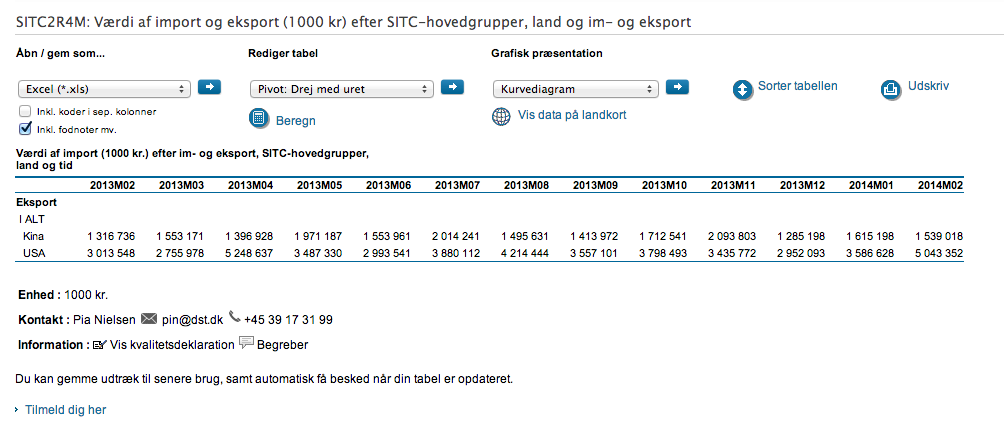 SITC2R4M: Værdi af import og eksport (1000 kr) efter SITC-hovedgrupper, land og im- og eksport
Åbn / gem som... Rediger tabel Grafisk præsentation
Excel (*.xls) Pivot: Drej med uret Kurvediagram Sorter tabellen Udskriv
Inkl. koder i sep. kolonner
Inkl. fodnoter mv. Beregn Vis data på landkort
Værdi af import (1000 kr.) efter im- og eksport, SITC-hovedgrupper,
land og tid
2013M02 2013M03 2013M04 2013M05 2013M06 2013M07 2013M08 2013M09 2013M10 2013M11 2013M12 2014M01 2014M02
Eksport
I ALT
Kina 1 316 736 1 553 171 1 396 928 1 971 187 1 553 961 2 014 241 1 495 631 1 413 972 1 712 541 2 093 803 1 285 198 1 615 198 1 539 018
USA 3 013 548 2 755 978 5 248 637 3 487 330 2 993 541 3 880 112 4 214 444 3 557 101 3 798 493 3 435 772 2 952 093 3 586 628 5 043 352
Enhed : 1000 kr.
Kontakt : Pia Nielsen pin@dst.dk +45 39 17 31 99
Information : Vis kvalitetsdeklaration Begreber
Du kan gemme udtræk til senere brug, samt automatisk få besked når din tabel er opdateret.
Tilmeld dig her